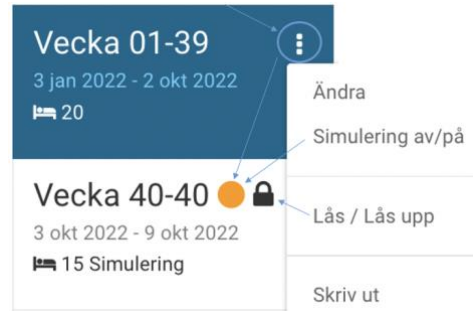 Vecka 01-39
3 jan 2022 - 2 okt 2022
20
Ändra
Simulering av/på
Vecka 40-40
Lås / Lås upp
3 okt 2022 - 9 okt 2022
15 Simulering
Skriv ut